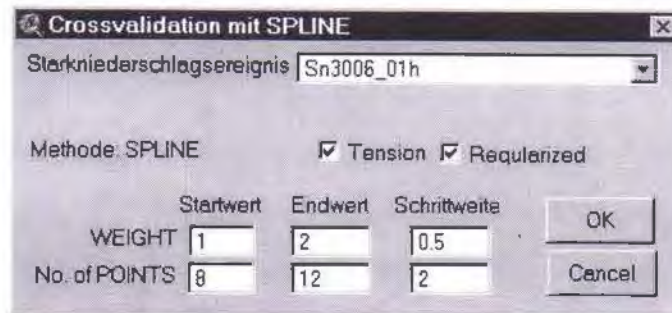 Crossvalidation mit SPLINE
Starkniederschlagsereignis Sn3006_01h
Methode: SPLINE Tension Regularized
Startwert Endwert Schrittweite
WEIGHT 1 2 0.5
OK
No. of POINTS 8 12 2
Cancel